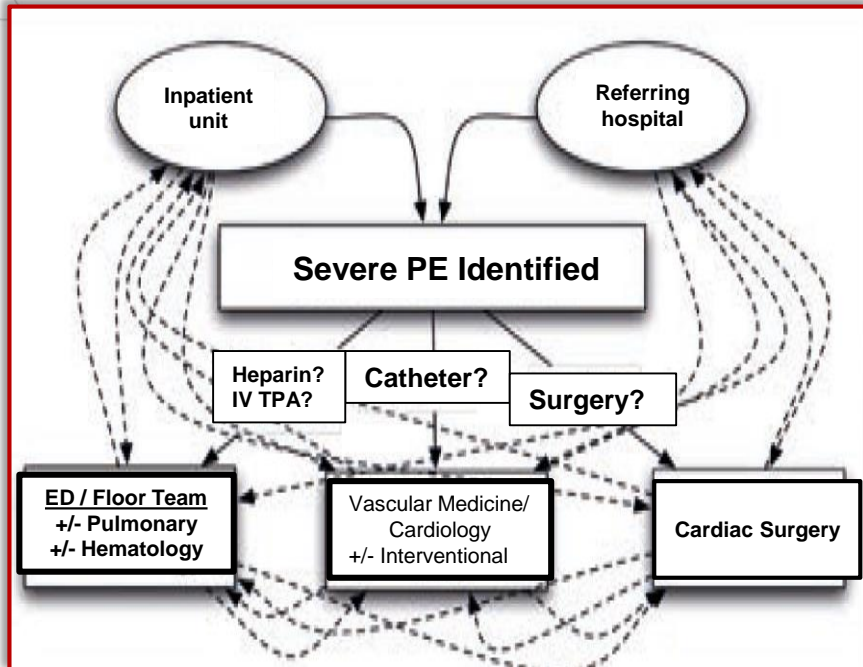 Inpatient
unit
Referring
hospital
Severe PE Identified
Heparin?
IV TPA?
Catheter?
Surgery?
ED / Floor Team
+/- Pulmonary
+/- Hematology
Vascular Medicine/
Cardiology
+/- Interventional
Cardiac Surgery